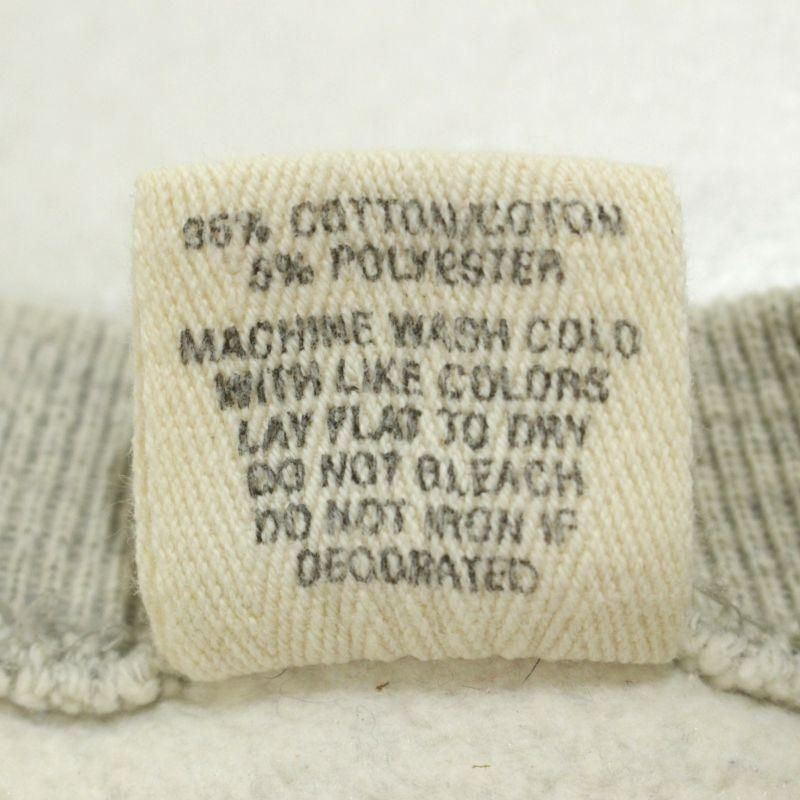 95% COTTON/COTON
5% POLYESTER
MACHINE WASH COLD
WITH LIKE COLORS
LAY FLAT TO DRY
DO NOT BLEACH
DO NOT IRON IF
DECORATED